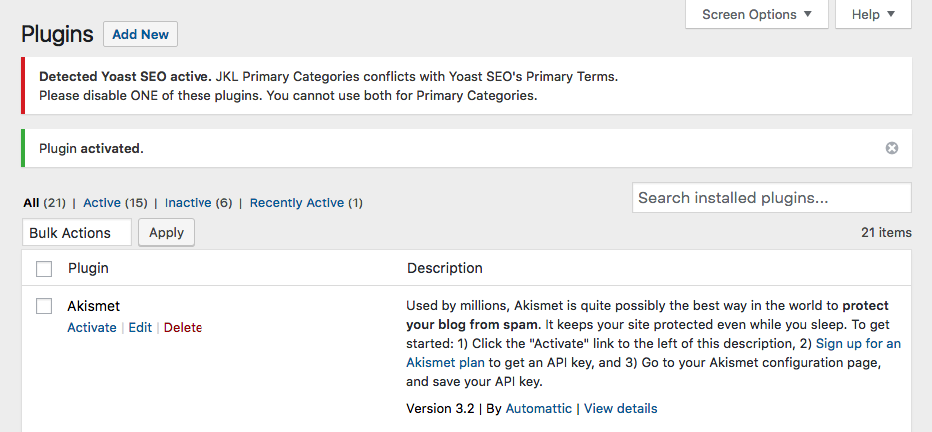 Screen Options ▼ Help ▼
Plugins Add New
Detected Yoast SEO active. JKL Primary Categories conflicts with Yoast SEO's Primary Terms.
Please disable ONE of these plugins. You cannot use both for Primary Categories.
Plugin activated.
All (21) | Active (15) | Inactive (6) | Recently Active (1)
Search installed plugins...
Bulk Actions Apply 21 items
Plugin Description
Akismet
Activate | Edit | Delete
Used by millions, Akismet is quite possibly the best way in the world to protect
your blog from spam. It keeps your site protected even while you sleep. To get
started: 1) Click the "Activate" link to the left of this description, 2) Sign up for an
Akismet plan to get an API key, and 3) Go to your Akismet configuration page,
and save your API key.
Version 3.2 | By Automattic | View details